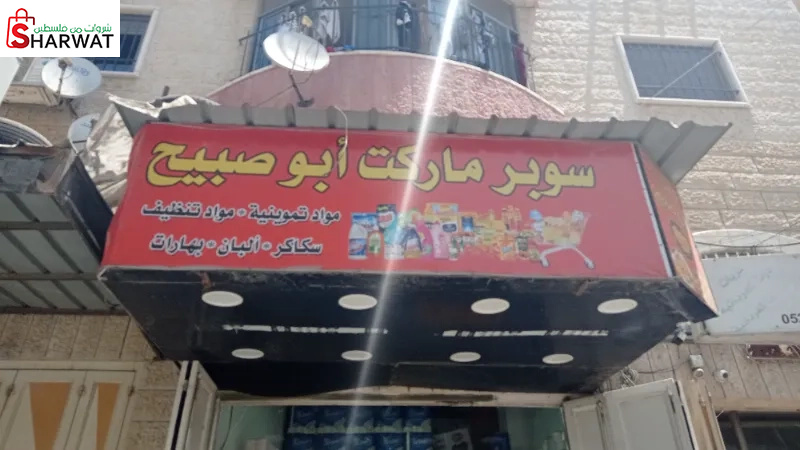 شروات من فلسطين
SHARWAT
سوبر ماركت أبو صبيح
مواد تموينية - مواد تنظيف
سكاكر - ألبان - بهارات